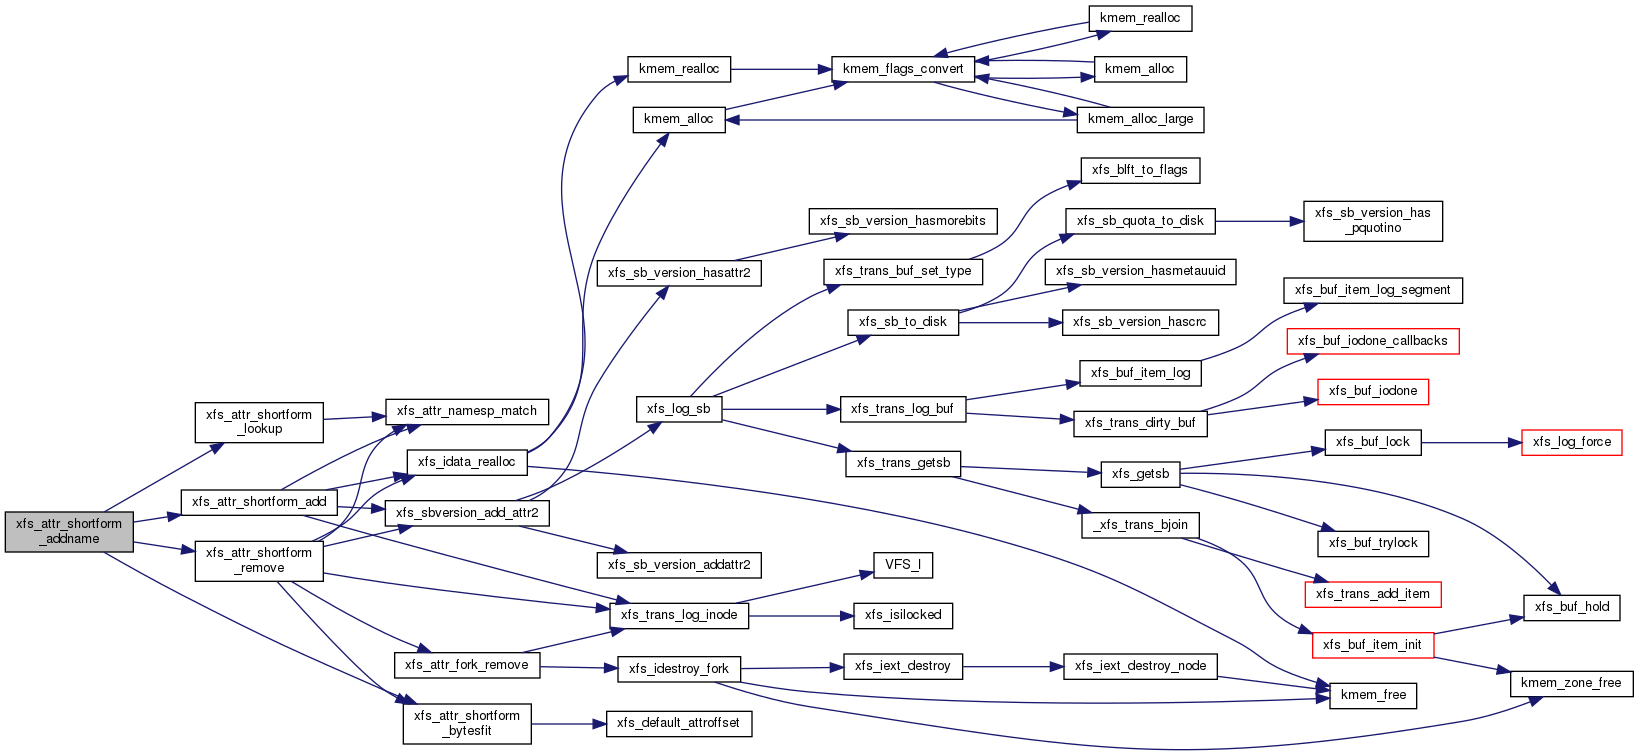 kmem_realloc
kmem_realloc
kmem_flags_convert
kmem_alloc
kmem_alloc
kmem_alloc_large
xfs_blft_to_flags
xfs_sb_version_hasmorebits
xfs_sb_quota_to_disk
xfs_sb_version_has
_pquotino
xfs_sb_version_hasattr2
xfs_trans_buf_set_type
xfs_sb_version_hasmetauuid
xfs_buf_item_log_segment
xfs_sb_to_disk
xfs_sb_version_hascrc
xfs_buf_iodone_callbacks
xfs_buf_item_log
xfs_buf_iodone
xfs_attr_shortform
_lookup
xfs_attr_namesp_match
xfs_log_sb
xfs_trans_log_buf
xfs_trans_dirty_buf
xfs_buf_lock
xfs_log_force
xfs_idata_realloc
xfs_trans_getsb
xfs_getsb
xfs_attr_shortform_add
xfs_sbversion_add_attr2
xfs_attr_shortform
_addname
_xfs_trans_bjoin
xfs_buf_trylock
xfs_attr_shortform
_remove
xfs_sb_version_addattr2
VFS_I
xfs_trans_add_item
xfs_buf_hold
xfs_trans_log_inode
xfs_isilocked
xfs_buf_item_init
xfs_attr_fork_remove
xfs_idestroy_fork
xfs_iext_destroy
xfs_iext_destroy_node
kmem_zone_free
kmem_free
xfs_attr_shortform
_bytesfit
xfs_default_attroffset